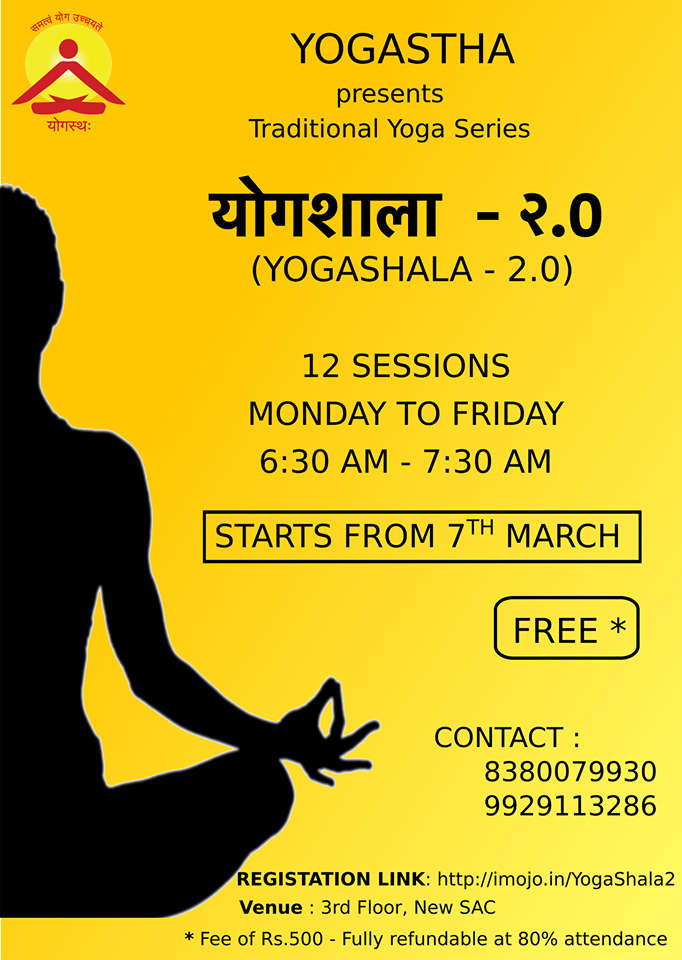 समत्वं योग उच्यते
योगस्थः
YOGASTHA
presents
Traditional Yoga Series
योगशाला - २.0
(YOGASHALA - 2.0)
12 SESSIONS
MONDAY TO FRIDAY
6:30 AM - 7:30 AM
STARTS FROM 7TH MARCH
FREE *
CONTACT :
8380079930
9929113286
REGISTATION LINK: http://imojo.in/YogaShala2
Venue : 3rd Floor, New SAC
* Fee of Rs.500 - Fully refundable at 80% attendance